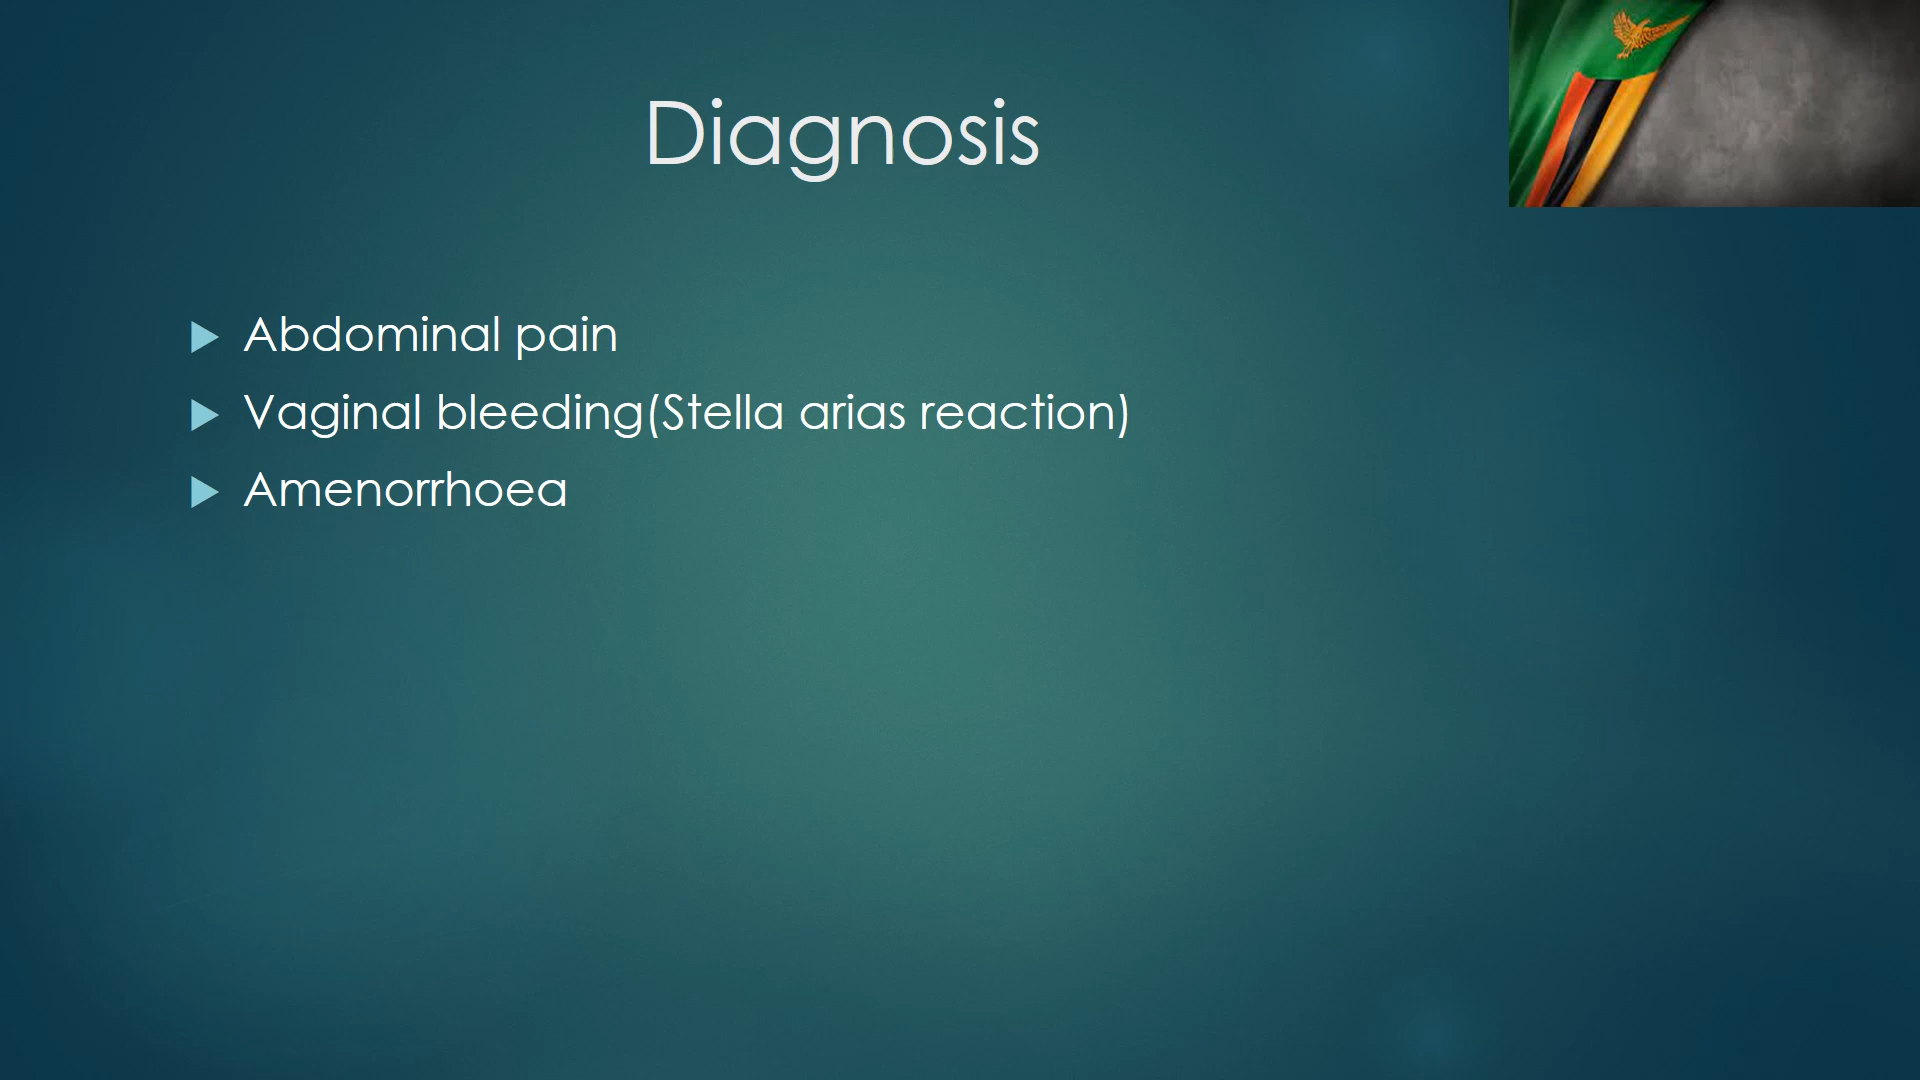 Diagnosis
Abdominal pain
Vaginal bleeding(Stella arias reaction)
Amenorrhoea